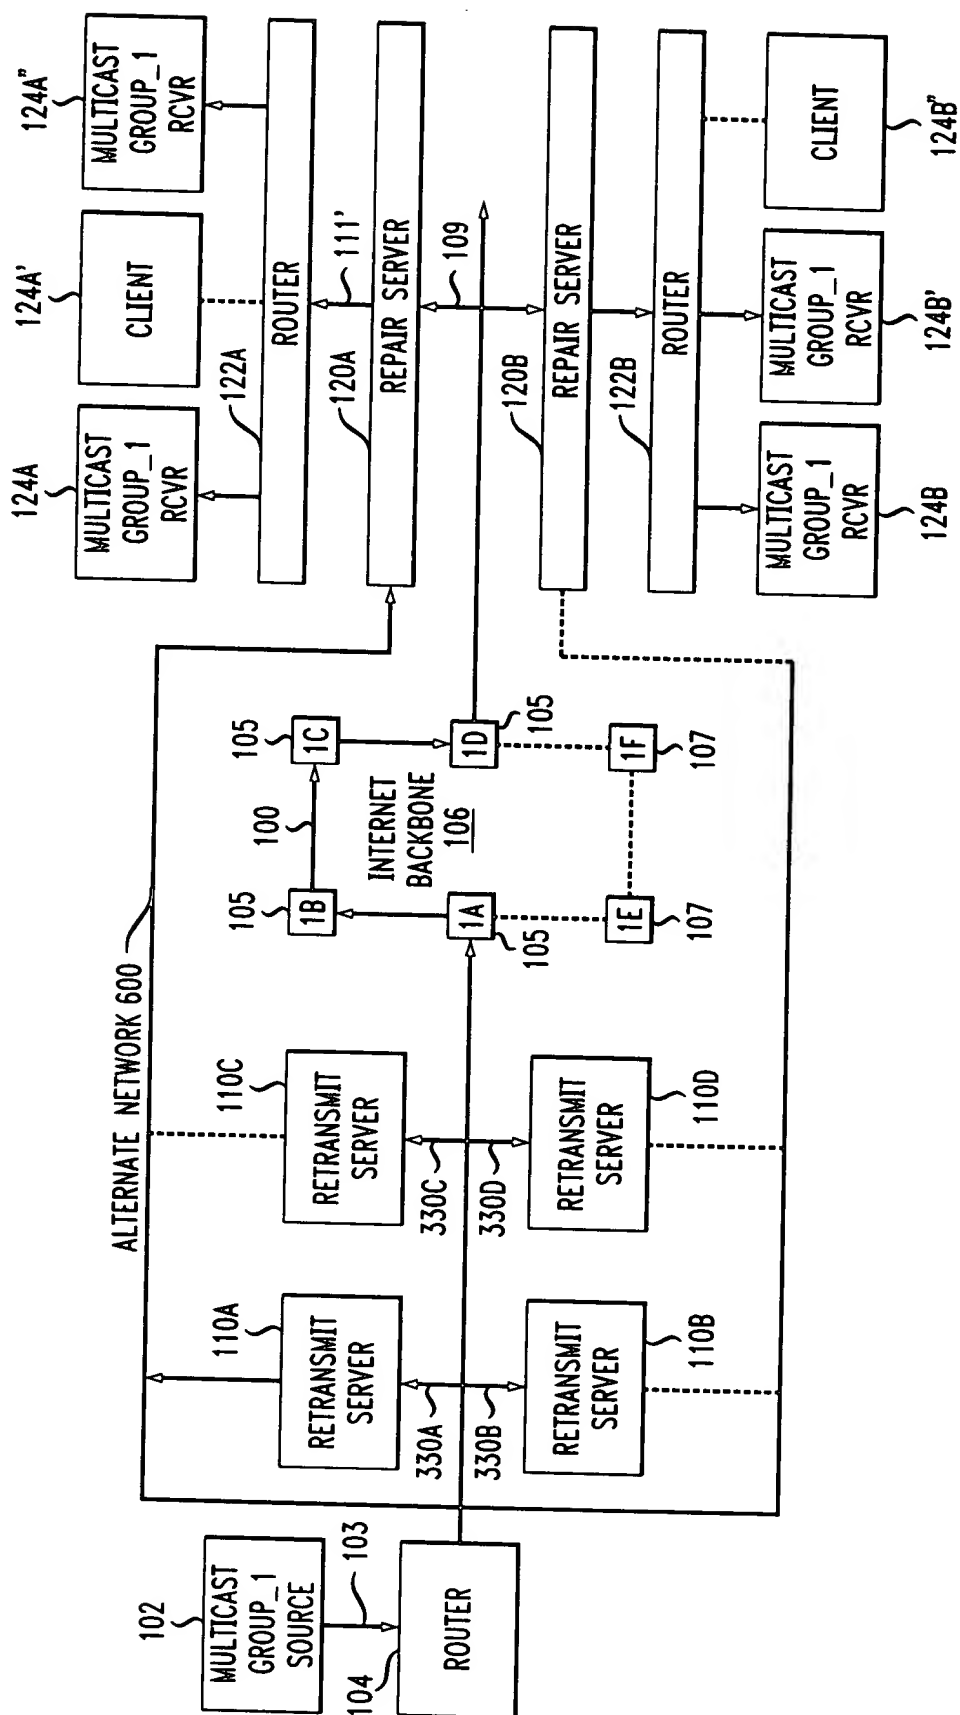 102
MULTICAST
GROUP_1
SOURCE
103
104
ROUTER
ALTERNATE NETWORK 600
110A
RETRANSMIT
SERVER
110C
RETRANSMIT
SERVER
330A
330B
330C
330D
RETRANSMIT
SERVER
110B
RETRANSMIT
SERVER
110D
105
1B
100
105
1C
INTERNET
BACKBONE
106
1A
105
1D
105
1E
107
1F
107
124A
MULTICAST
GROUP_1
RCVR
124A'
CLIENT
124A"
MULTICAST
GROUP_1
RCVR
122A
ROUTER
111'
120A
REPAIR SERVER
109
120B
REPAIR SERVER
122B
ROUTER
MULTICAST
GROUP_1
RCVR
124B
MULTICAST
GROUP_1
RCVR
124B'
CLIENT
124B"